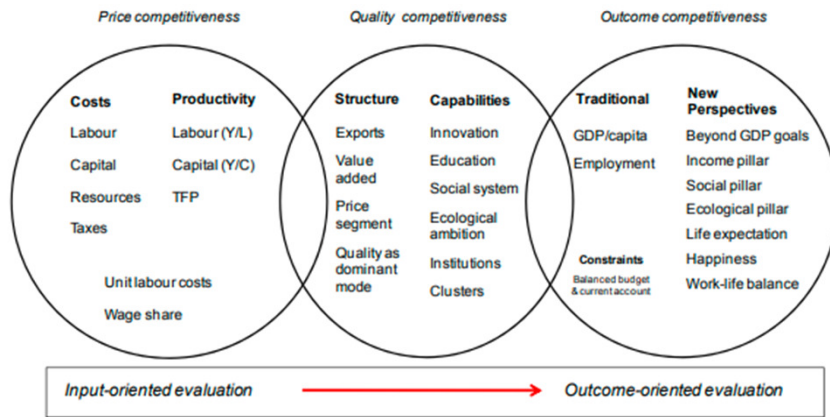 Price competitiveness
Quality competitiveness
Outcome competitiveness
Costs
Labour
Capital
Resources
Taxes
Productivity
Labour (Y/L)
Capital (Y/C)
TFP
Unit labour costs
Wage share
Structure
Exports
Value
added
Price
segment
Quality as
dominant
mode
Capabilities
Innovation
Education
Social system
Ecological
ambition
Institutions
Clusters
Traditional
GDP/capita
Employment
Constraints
Balanced budget
& current account
New
Perspectives
Beyond GDP goals
Income pillar
Social pillar
Ecological pillar
Life expectation
Happiness
Work-life balance
Input-oriented evaluation
Outcome-oriented evaluation